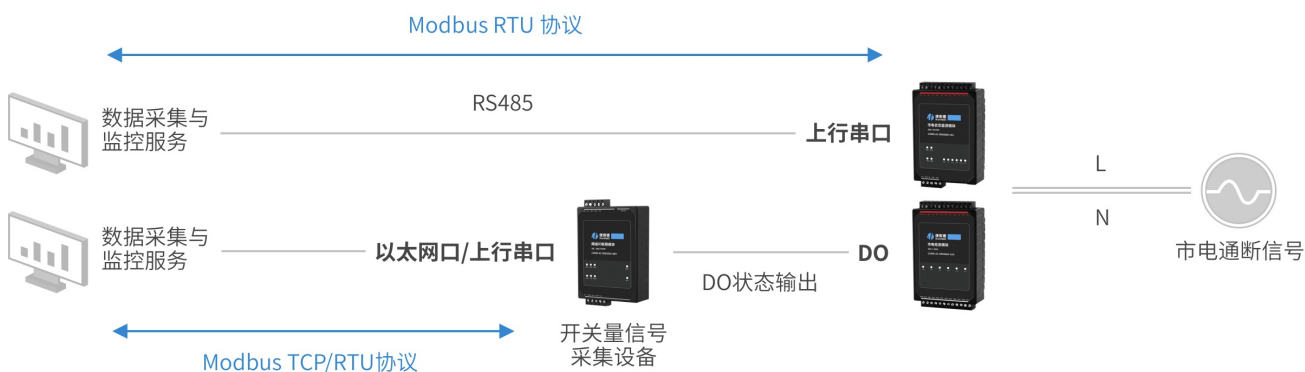 Modbus RTU 协议
数据采集与
监控服务
RS485
上行串口
L
N
市电通断信号
数据采集与
监控服务
以太网口/上行串口
DO状态输出
DO
开关量信号
采集设备
Modbus TCP/RTU协议